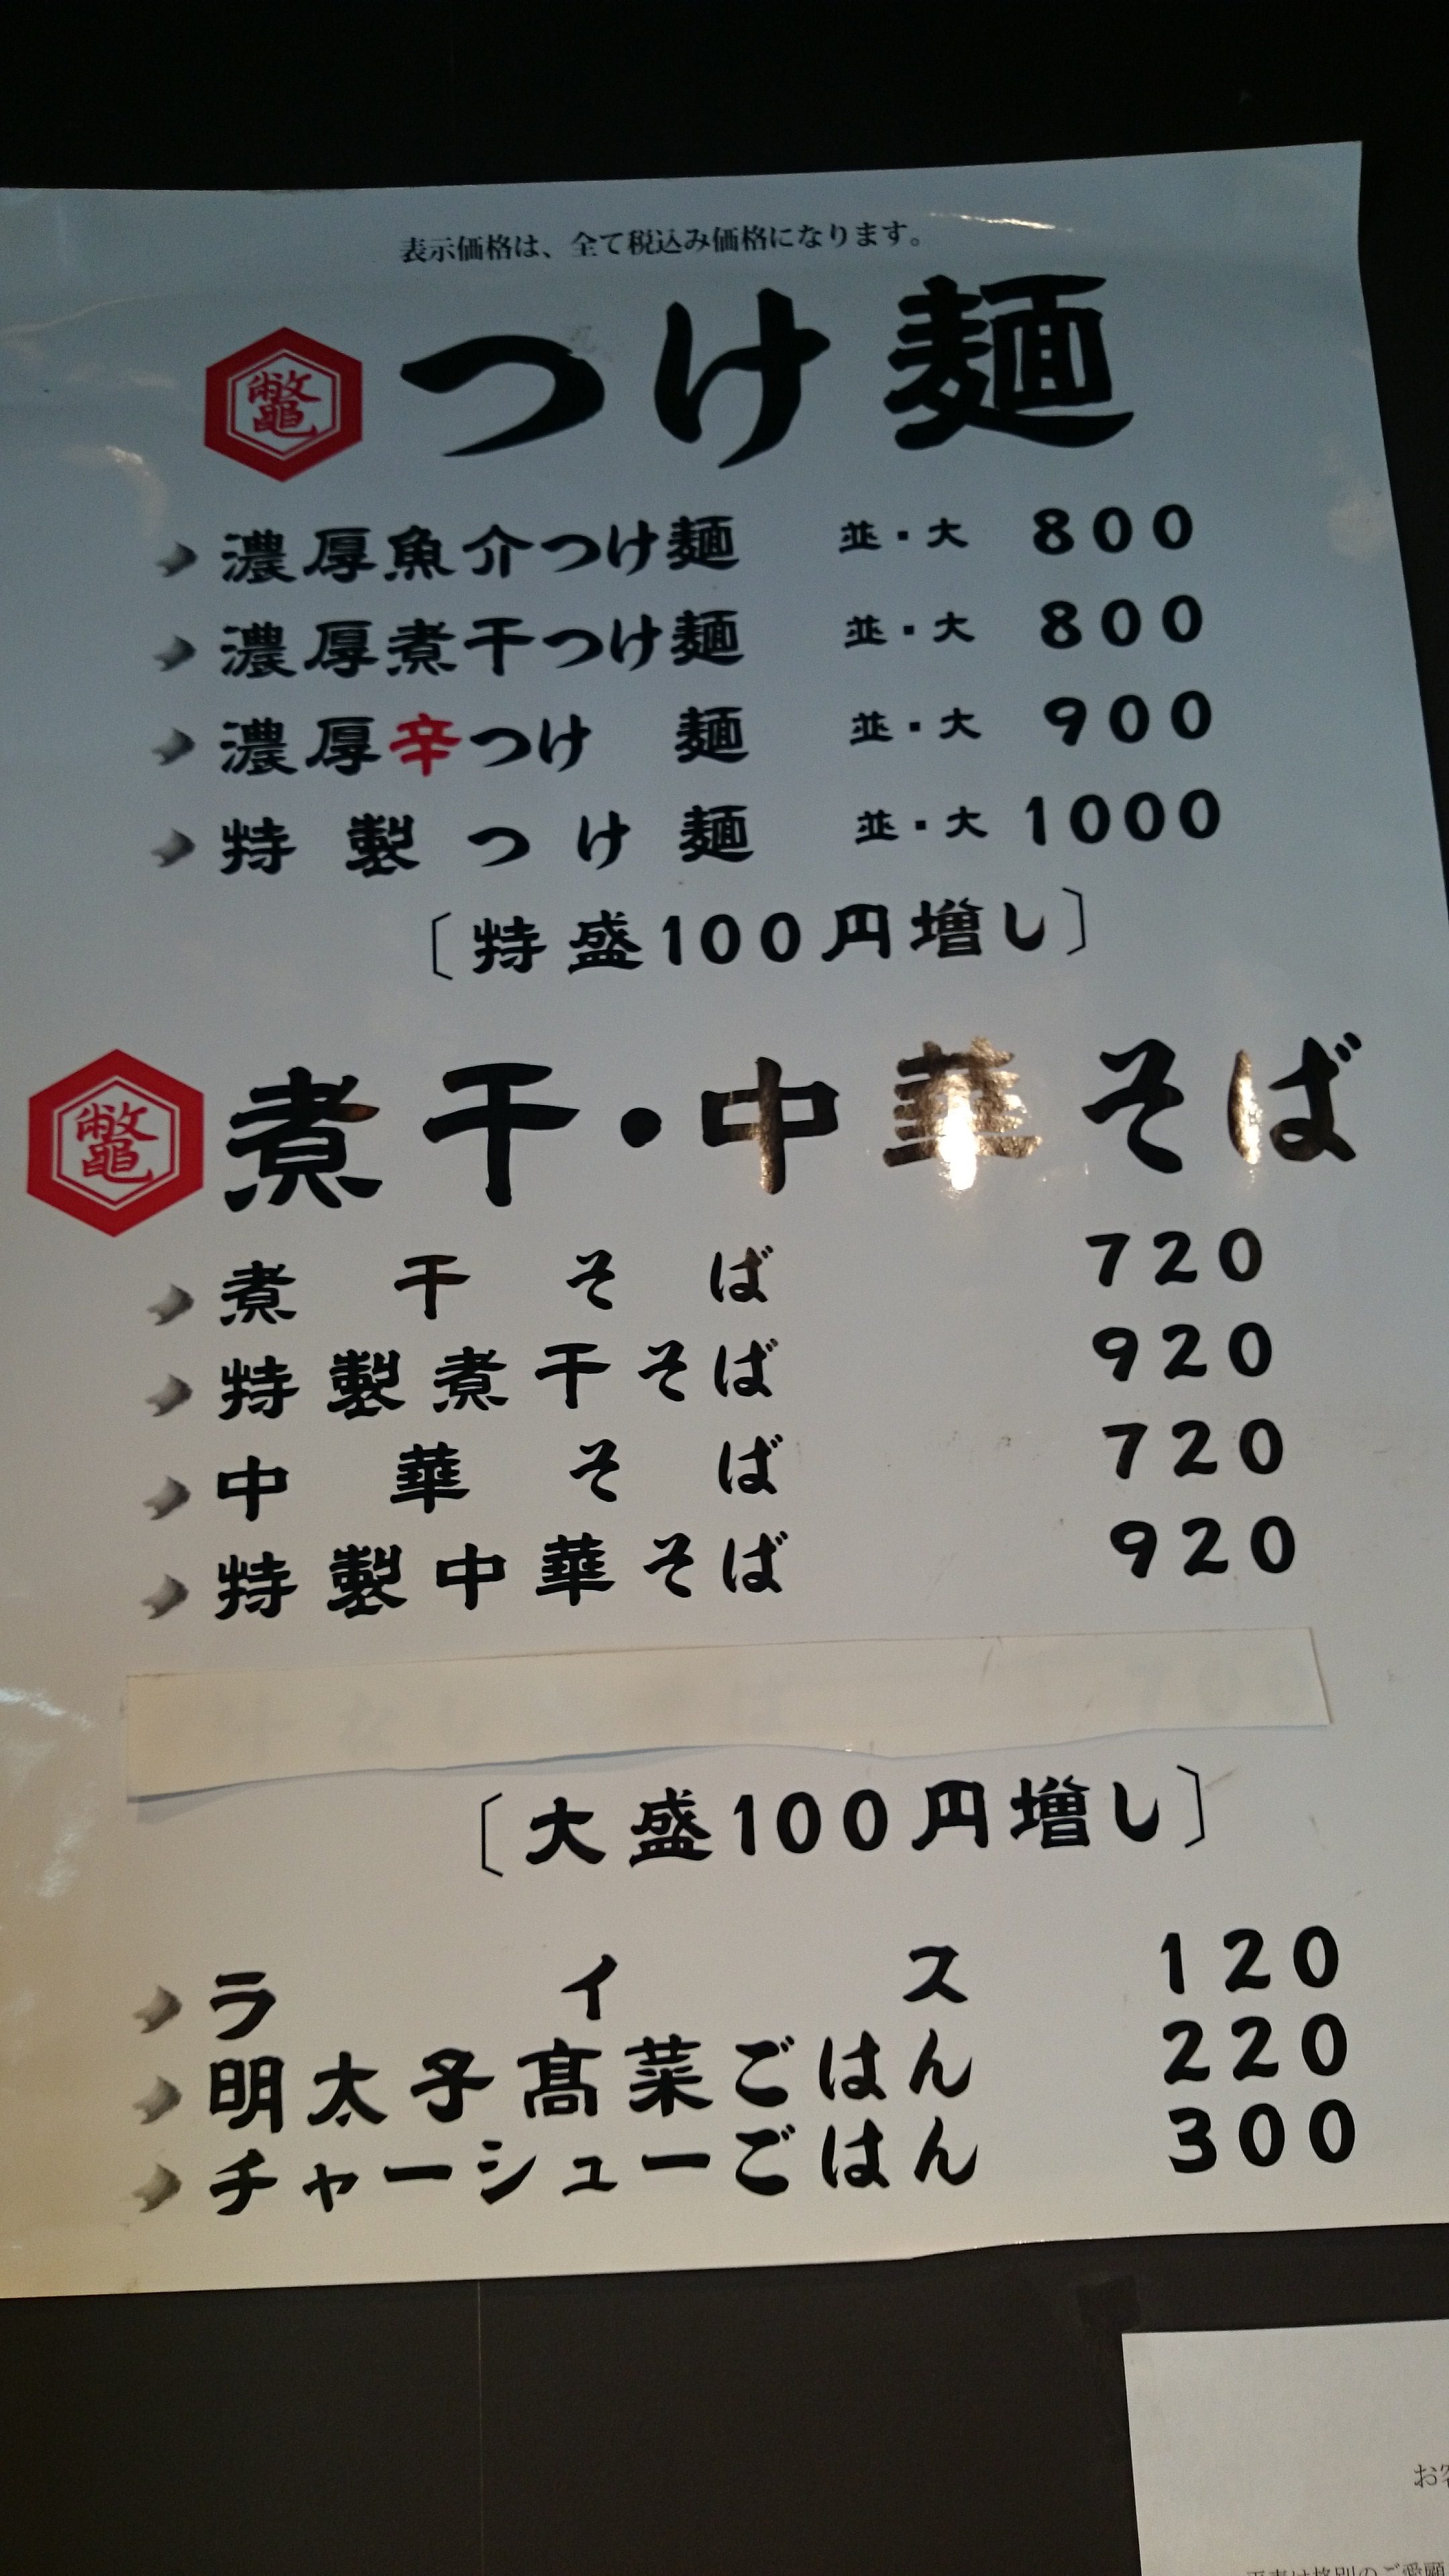 表示価格は、全て税込み価格になります。
つけ麺
濃厚魚介つけ麺 並・大 800
濃厚煮干つけ麺 並・大 800
濃厚辛つけ麺 並・大 900
特製つけ麺 並・大 1000
〔特盛100円増し〕
煮干・中華そば
煮干そば 720
特製煮干そば 920
中華そば 720
特製中華そば 920
〔大盛100円増し〕
ライス 120
明太子髙菜ごはん 220
チャーシューごはん 300